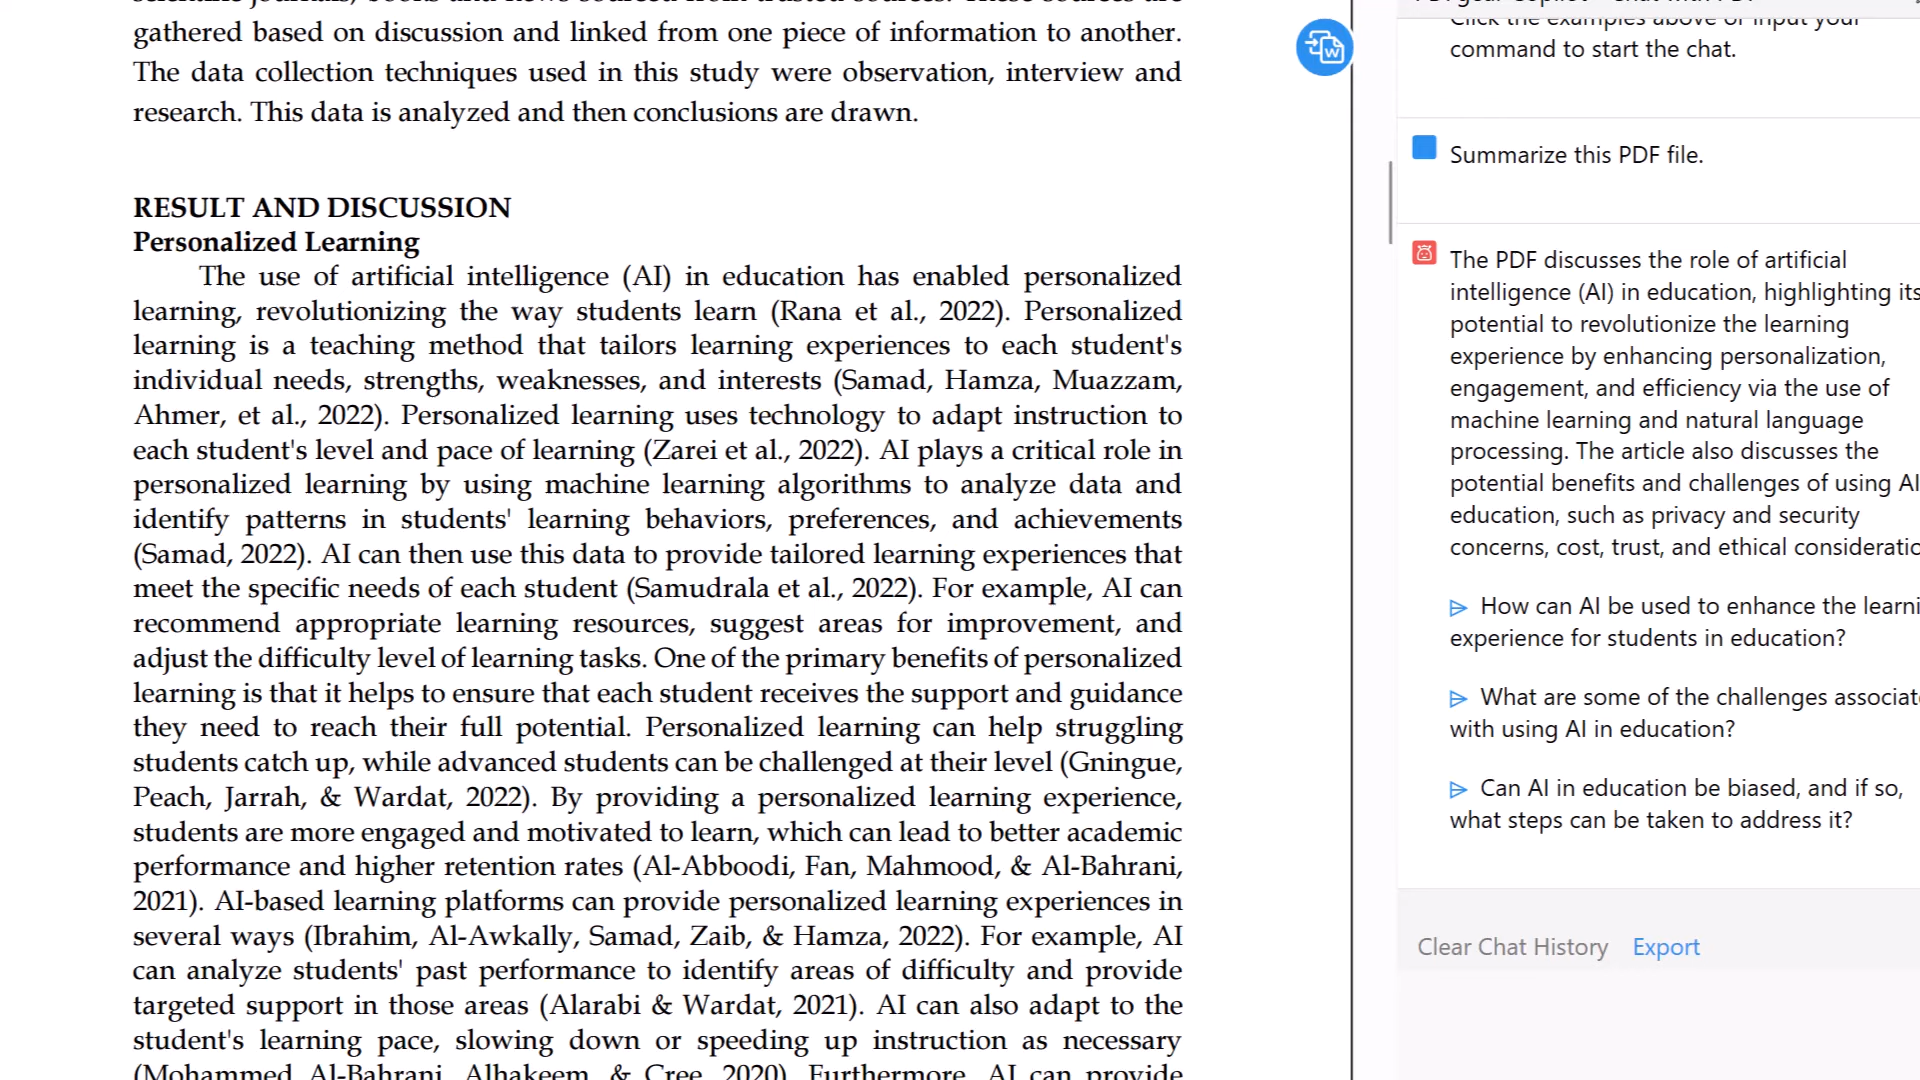 gathered based on discussion and linked from one piece of information to another.
The data collection techniques used in this study were observation, interview and
research. This data is analyzed and then conclusions are drawn.
RESULT AND DISCUSSION
Personalized Learning
The use of artificial intelligence (AI) in education has enabled personalized
learning, revolutionizing the way students learn (Rana et al., 2022). Personalized
learning is a teaching method that tailors learning experiences to each student's
individual needs, strengths, weaknesses, and interests (Samad, Hamza, Muazzam,
Ahmer, et al., 2022). Personalized learning uses technology to adapt instruction to
each student's level and pace of learning (Zarei et al., 2022). AI plays a critical role in
personalized learning by using machine learning algorithms to analyze data and
identify patterns in students' learning behaviors, preferences, and achievements
(Samad, 2022). AI can then use this data to provide tailored learning experiences that
meet the specific needs of each student (Samudrala et al., 2022). For example, AI can
recommend appropriate learning resources, suggest areas for improvement, and
adjust the difficulty level of learning tasks. One of the primary benefits of personalized
learning is that it helps to ensure that each student receives the support and guidance
they need to reach their full potential. Personalized learning can help struggling
students catch up, while advanced students can be challenged at their level (Gningue,
Peach, Jarrah, & Wardat, 2022). By providing a personalized learning experience,
students are more engaged and motivated to learn, which can lead to better academic
performance and higher retention rates (Al-Abboodi, Fan, Mahmood, & Al-Bahrani,
2021). AI-based learning platforms can provide personalized learning experiences in
several ways (Ibrahim, Al-Awkally, Samad, Zaib, & Hamza, 2022). For example, AI
can analyze students' past performance to identify areas of difficulty and provide
targeted support in those areas (Alarabi & Wardat, 2021). AI can also adapt to the
student's learning pace, slowing down or speeding up instruction as necessary
(Mohammed, Al-Bahrani, Alhakeem, & Cree, 2020). Furthermore, AI can provide
W
Click the examples above or input your
command to start the chat.
Summarize this PDF file.
The PDF discusses the role of artificial
intelligence (AI) in education, highlighting its
potential to revolutionize the learning
experience by enhancing personalization,
engagement, and efficiency via the use of
machine learning and natural language
processing. The article also discusses the
potential benefits and challenges of using AI
education, such as privacy and security
concerns, cost, trust, and ethical consideratio
How can AI be used to enhance the learni
experience for students in education?
What are some of the challenges associate
with using AI in education?
Can AI in education be biased, and if so,
what steps can be taken to address it?
Clear Chat History Export